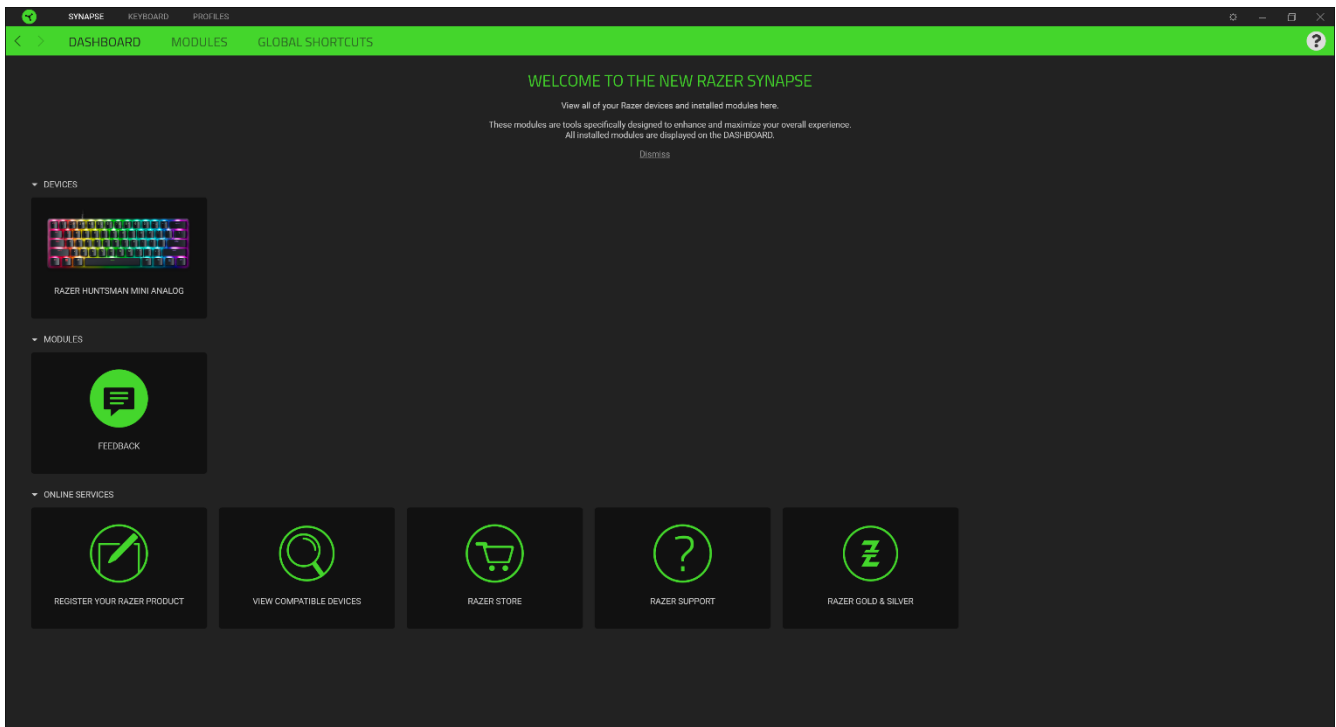 SYNAPSE KEYBOARD PROFILES
DASHBOARD MODULES GLOBAL SHORTCUTS ?
WELCOME TO THE NEW RAZER SYNAPSE
View all of your Razer devices and installed modules here.
These modules are tools specifically designed to enhance and maximize your overall experience.
All installed modules are displayed on the DASHBOARD.
Dismiss
DEVICES
RAZER HUNTSMAN MINI ANALOG
MODULES
FEEDBACK
ONLINE SERVICES
REGISTER YOUR RAZER PRODUCT VIEW COMPATIBLE DEVICES RAZER STORE RAZER SUPPORT RAZER GOLD & SILVER